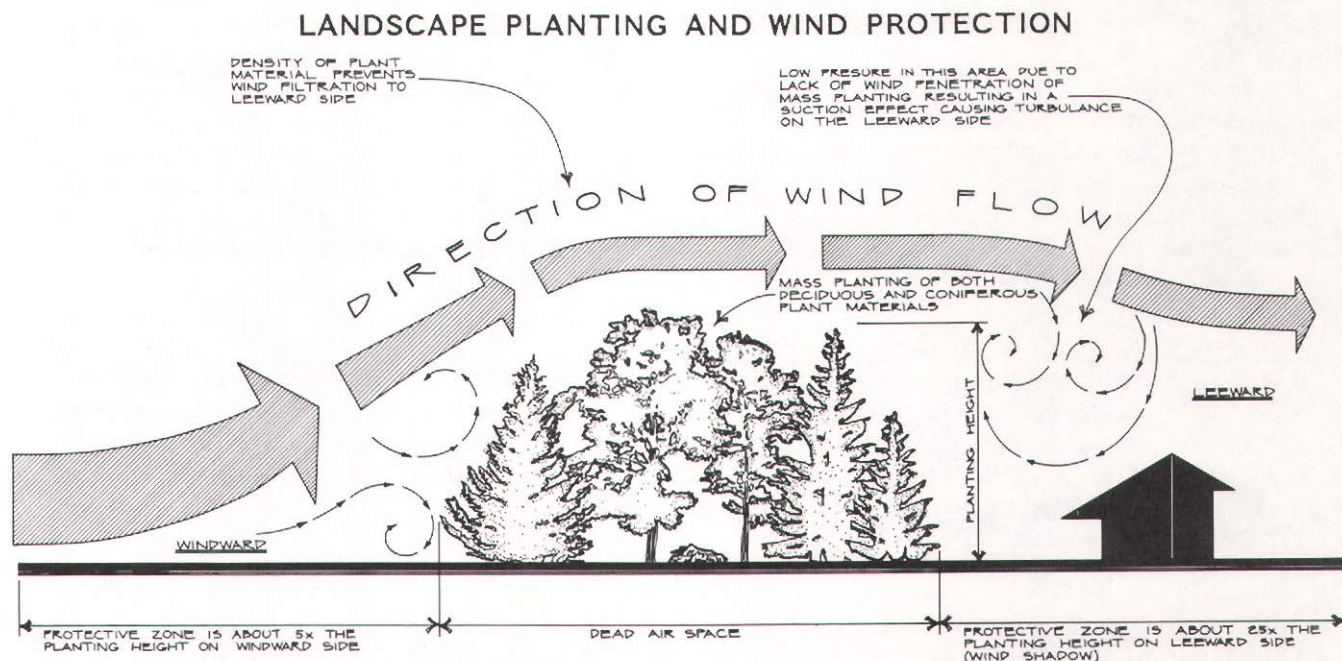 LANDSCAPE PLANTING AND WIND PROTECTION
DENSITY OF PLANT
MATERIAL PREVENTS
WIND FILTRATION TO
LEEWARD SIDE
LOW PRESURE IN THIS AREA DUE TO
LACK OF WIND PENETRATION OF
MASS PLANTING RESULTING IN A
SUCTION EFFECT CAUSING TURBULANCE
ON THE LEEWARD SIDE
DIRECTION OF WIND FLOW
MASS PLANTING OF BOTH
DECIDUOUS AND CONIFEROUS
PLANT MATERIALS
PLANTING HEIGHT
LEEWARD
WINDWARD
PROTECTIVE ZONE IS ABOUT 5x THE
PLANTING HEIGHT ON WINDWARD SIDE
DEAD AIR SPACE
PROTECTIVE ZONE IS ABOUT 25x THE
PLANTING HEIGHT ON LEEWARD SIDE
(WIND SHADOW)